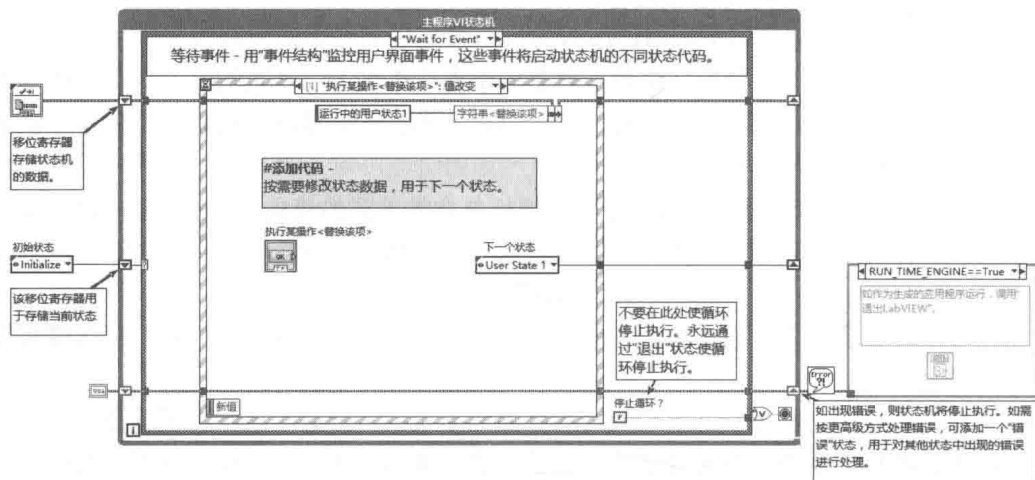 主程序VI状态机
"Wait for Event"
等待事件 - 用"事件结构"监控用户界面事件，这些事件将启动状态机的不同状态代码。
[1] "执行某操作<替换该项>": 值改变
运行中的用户状态1
字符串<替换该项>
移位寄存器
存储状态机
的数据。
#添加代码 -
按需要修改状态数据，用于下一个状态。
执行某操作<替换该项>
OK
初始状态
Initialize
下一个状态
User State 1
该移位寄存器用
于存储当前状态
不要在此处使循环
停止执行。永远通
过"退出"状态使循
环停止执行。
停止循环？
F
新值
i
RUN_TIME_ENGINE==True
如作为生成的应用程序运行，调用"
退出LabVIEW"。
Error
?!
如出现错误，则状态机将停止执行。如需
按更高级方式处理错误，可添加一个"错
误"状态，用于对其他状态中出现的错误
进行处理。